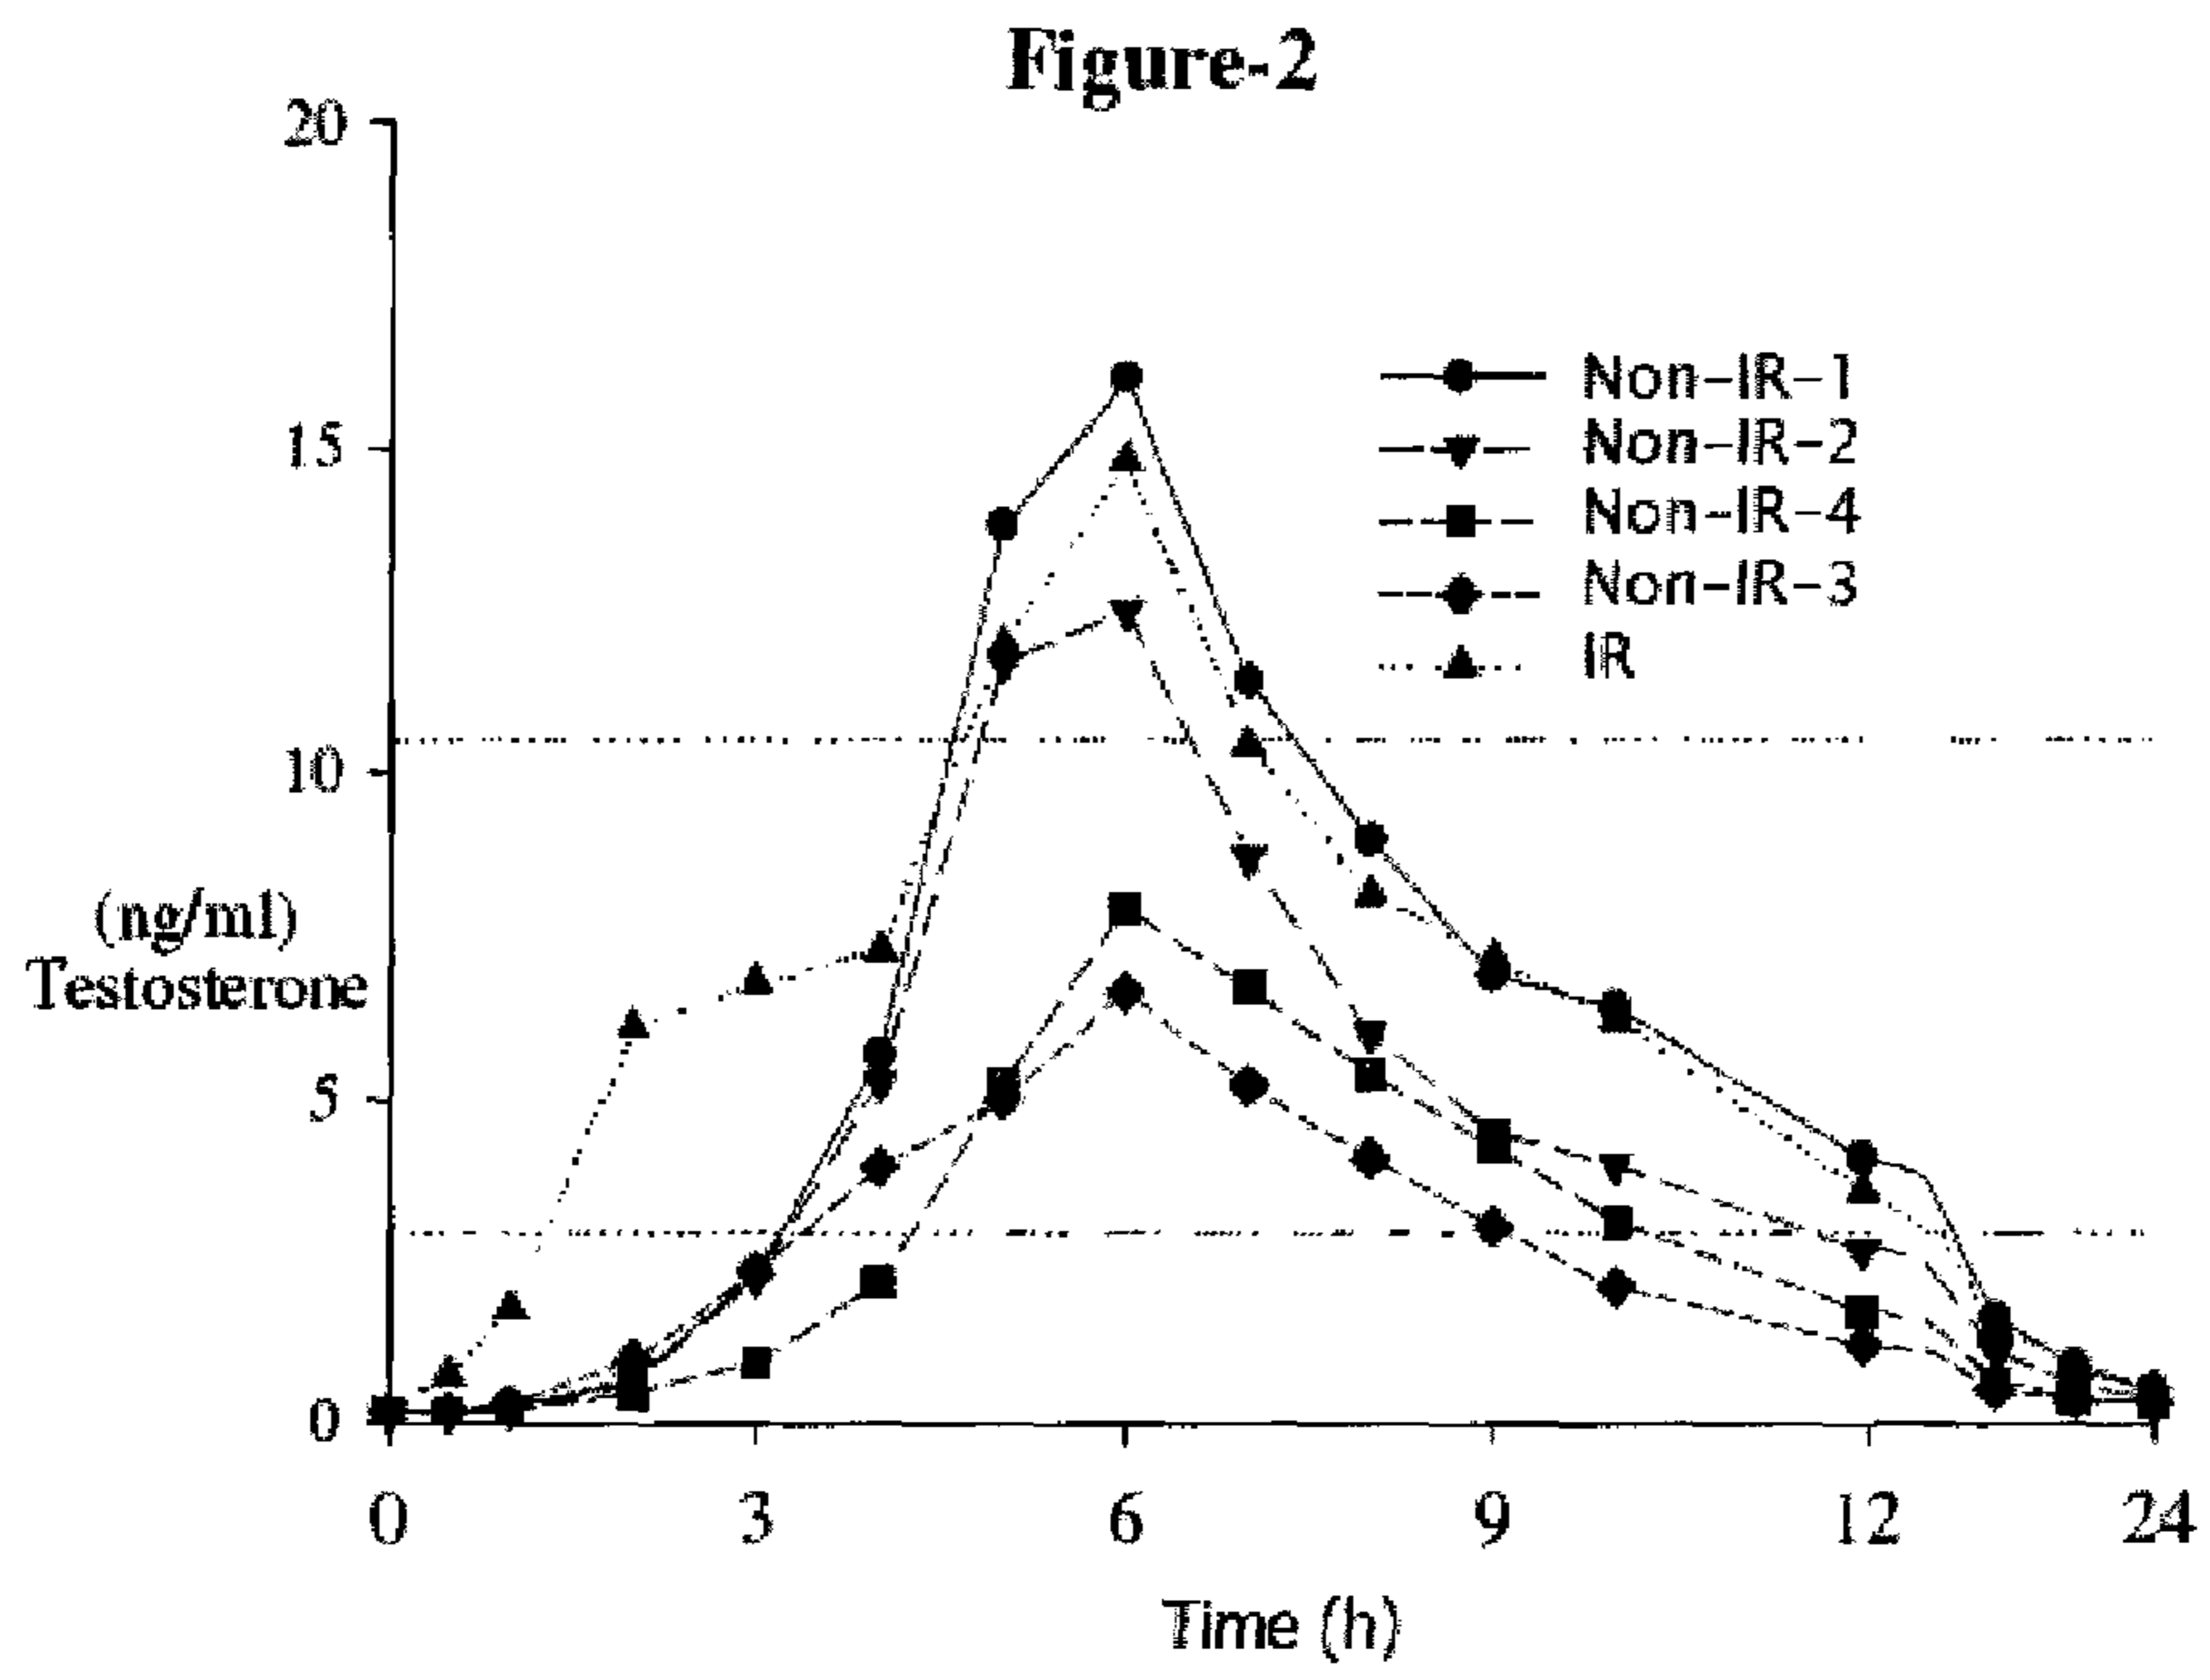 Figure-2
20
15
10
(ng/ml)
Testosterone
5
0
Non-IR-1
Non-IR-2
Non-IR-4
Non-IR-3
IR
0 3 6 9 12 24
Time (h)